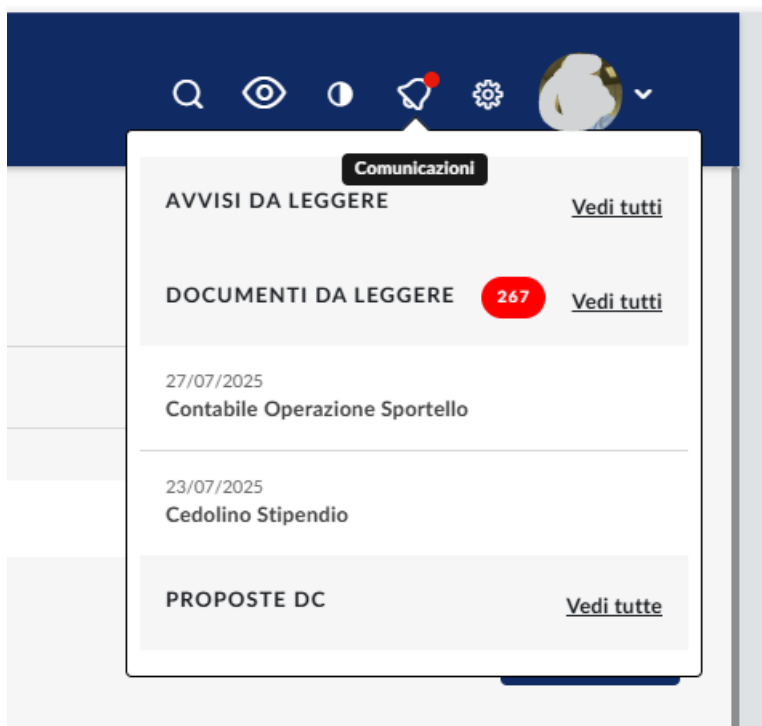 Comunicazioni
AVVISI DA LEGGERE Vedi tutti
DOCUMENTI DA LEGGERE 267 Vedi tutti
27/07/2025
Contabile Operazione Sportello
23/07/2025
Cedolino Stipendio
PROPOSTE DC Vedi tutte